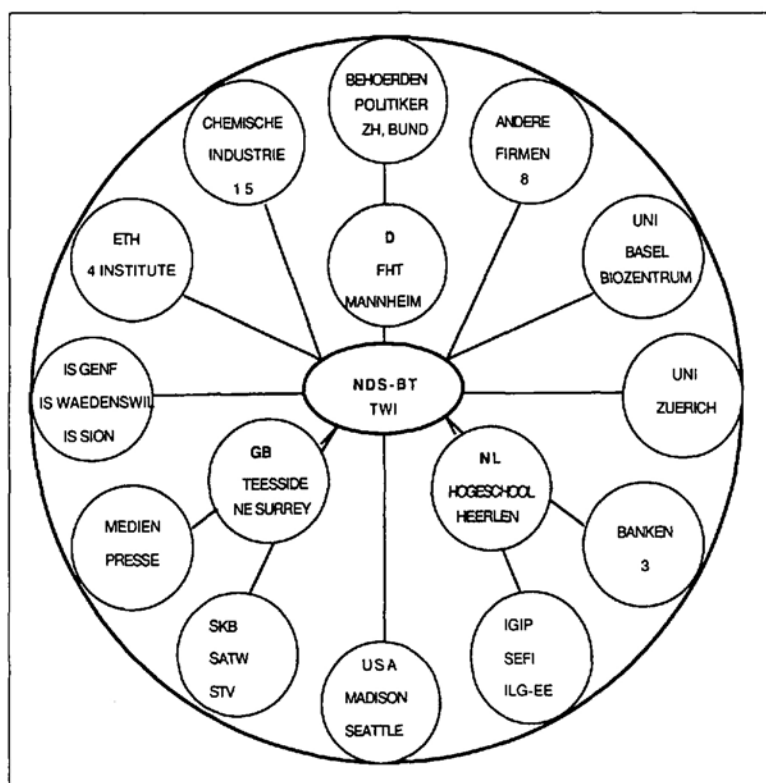 BEHOERDEN
POLITIKER
ZH, BUND
CHEMISCHE
INDUSTRIE
15
ANDERE
FIRMEN
8
ETH
4 INSTITUTE
D
FHT
MANNHEIM
UNI
BASEL
BIOZENTRUM
IS GENF
IS WAEDENSWIL
IS SION
NDS-BT
TWI
UNI
ZUERICH
GB
TEESSIDE
NE SURREY
NL
HOGESCHOOL
HEERLEN
MEDIEN
PRESSE
BANKEN
3
SKB
SATW
STV
USA
MADISON
SEATTLE
IGIP
SEFI
ILG-EE